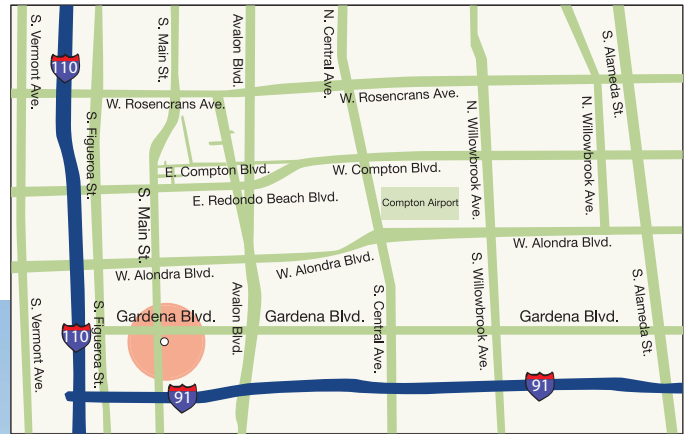 S. Vermont Ave.
110
S. Main St.
Avalon Blvd.
N. Central Ave.
S. Alameda St.
W. Rosencrans Ave.
W. Rosencrans Ave.
S. Figueroa St.
N. Willowbrook Ave.
N. Willowbrook Ave.
E. Compton Blvd.
W. Compton Blvd.
E. Redondo Beach Blvd.
Compton Airport
S. Main St.
W. Alondra Blvd.
W. Alondra Blvd.
W. Alondra Blvd.
S. Vermont Ave.
110
S. Figueroa St.
Gardena Blvd.
Avalon Blvd.
Gardena Blvd.
S. Central Ave.
S. Willowbrook Ave.
Gardena Blvd.
S. Alameda St.
91
91